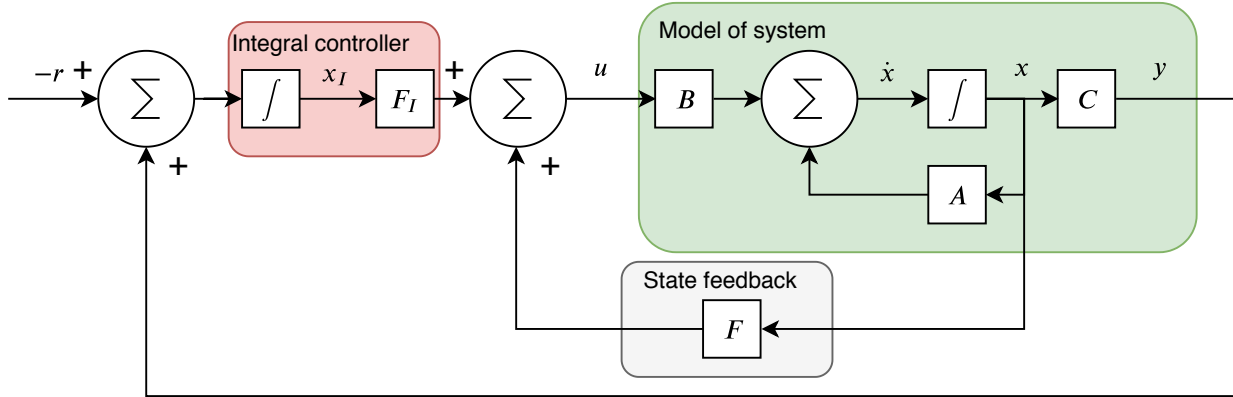 Model of system
Integral controller
−r + ∑ ∫ x_I F_I + ∑ u B ∑ ẋ ∫ x C y
+ + A
State feedback
F